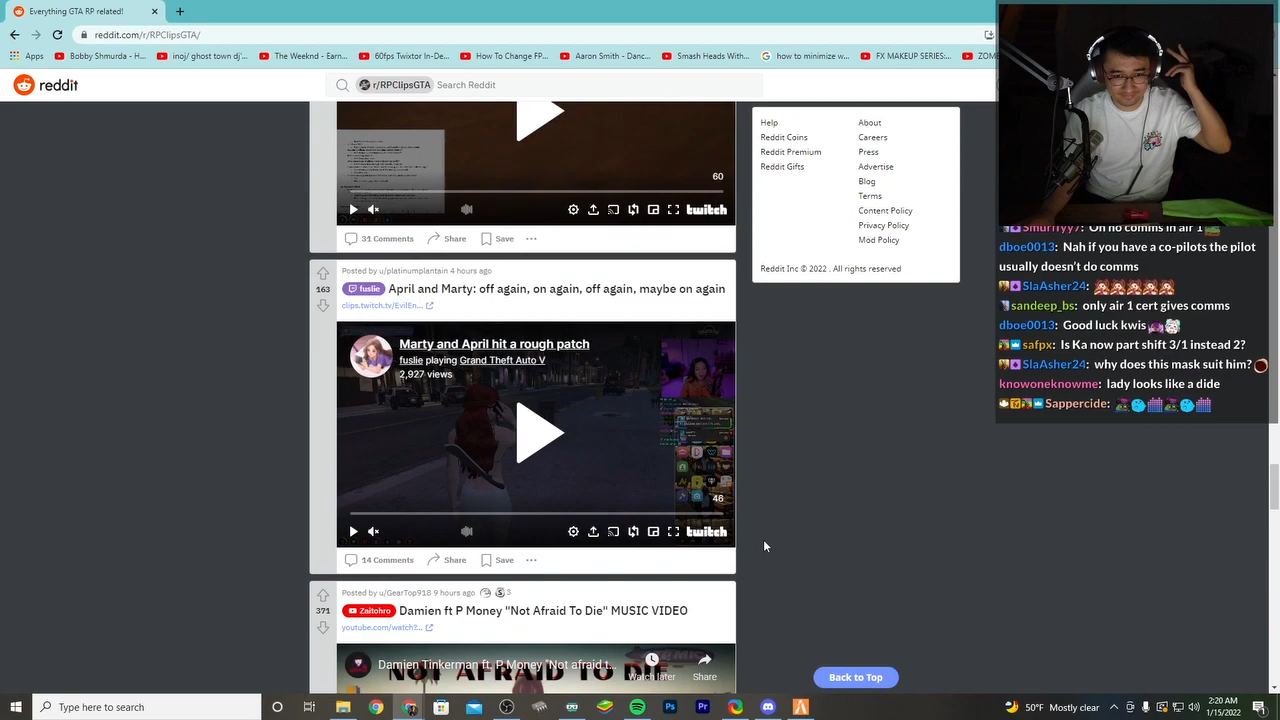 Everything GTA RP related!
reddit.com/r/RPClipsGTA/
Apps
Bobby Shmurda - H...
inoj/ ghost town dj'...
The Weeknd - Earn...
60fps Twixtor In-De...
How To Change FP...
Aaron Smith - Danc...
Smash Heads With...
how to minimize w...
FX MAKEUP SERIES:...
reddit
r/RPClipsGTA
Search Reddit
60
twitch
31 Comments
Share
Save
Help
Reddit Coins
Reddit Premium
Reddit Gifts
About
Careers
Press
Advertise
Blog
Terms
Content Policy
Privacy Policy
Mod Policy
Reddit Inc © 2022 . All rights reserved
163
Posted by u/platinumplantain 4 hours ago
fuslie
April and Marty: off again, on again, off again, maybe on again
clips.twitch.tv/EvilEn...
Marty and April hit a rough patch
fuslie playing Grand Theft Auto V
2,927 views
46
twitch
14 Comments
Share
Save
371
Posted by u/GearTop918 9 hours ago
3
Zaitohro
Damien ft P Money "Not Afraid To Die" MUSIC VIDEO
youtube.com/watch?...
Damien Tinkerman ft. P Money "Not afraid t...
NOT AFRAID TO DIE
Watch later
Share
Back to Top
dboe0013: Nah if you have a co-pilots the pilot
usually doesn't do comms
SlaAsher24:
sandeep_bs: only air 1 cert gives comms
dboe0013: Good luck kwis
safpx: Is Ka now part shift 3/1 instead 2?
SlaAsher24: why does this mask suit him?
knowoneknowme: lady looks like a dide
Sappercide:
Type here to search
50°F Mostly clear
2:20 AM
1/15/2022